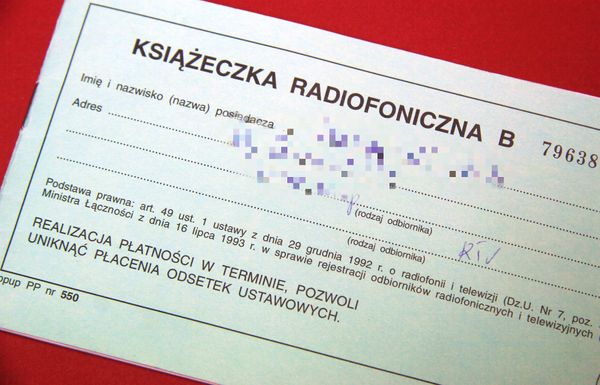 KSIĄŻECZKA RADIOFONICZNA B 79638
Imię i nazwisko (nazwa) posiadacza
Adres
(rodzaj odbiornika)
(rodzaj odbiornika) RTV
Podstawa prawna: art. 49 ust. 1 ustawy z dnia 29 grudnia 1992 r. o radiofonii i telewizji (Dz.U. Nr 7, poz.
Ministra Łączności z dnia 16 lipca 1993 r. w sprawie rejestracji odbiorników radiofonicznych i telewizyjnych
REALIZACJA PŁATNOŚCI W TERMINIE, POZWOLI
UNIKNĄĆ PŁACENIA ODSETEK USTAWOWYCH.
opup PP nr 550